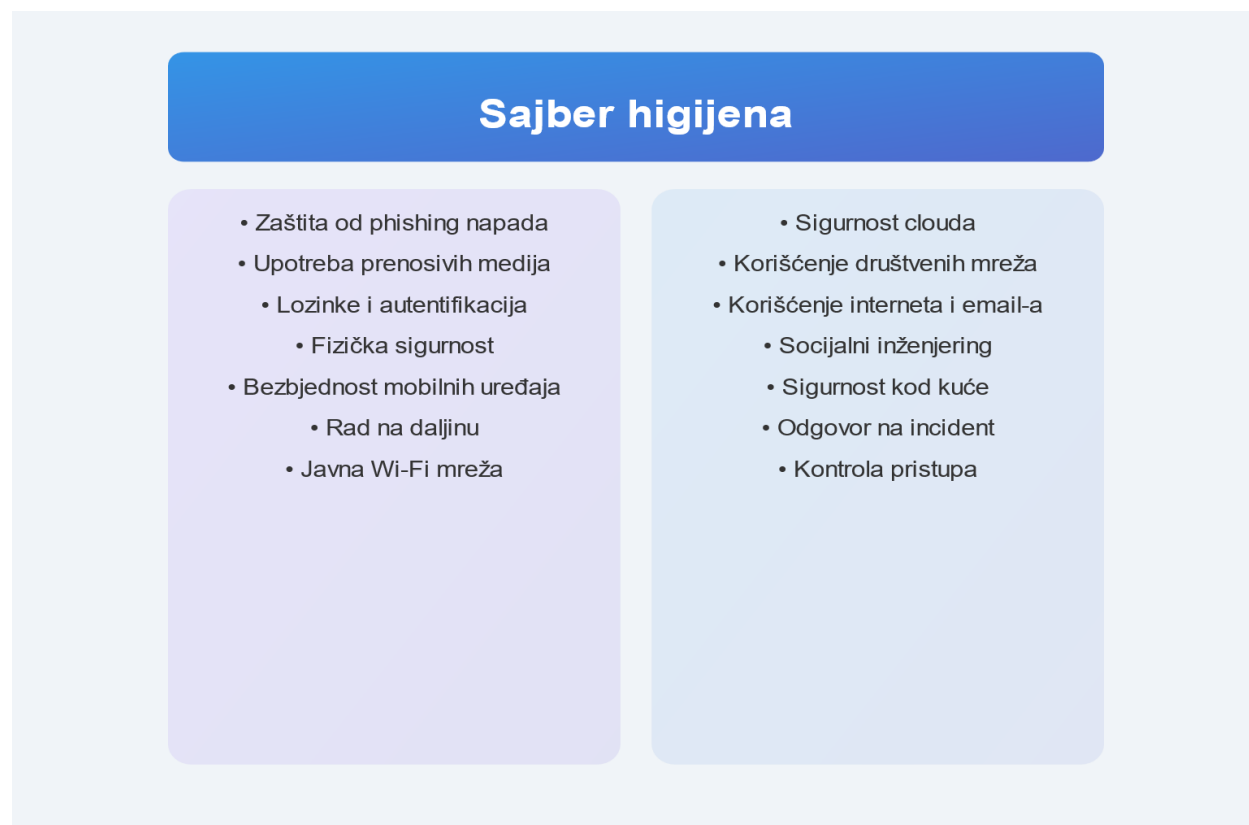 Sajber higijena
• Zaštita od phishing napada
• Upotreba prenosivih medija
• Lozinke i autentifikacija
• Fizička sigurnost
• Bezbjednost mobilnih uređaja
• Rad na daljinu
• Javna Wi-Fi mreža
• Sigurnost clouda
• Korišćenje društvenih mreža
• Korišćenje interneta i email-a
• Socijalni inženjering
• Sigurnost kod kuće
• Odgovor na incident
• Kontrola pristupa